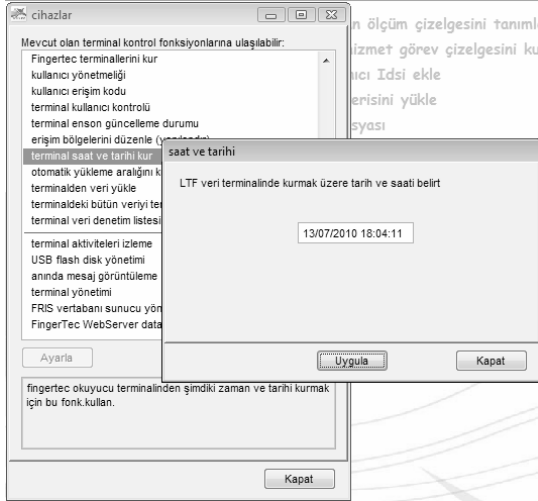 cihazlar
Mevcut olan terminal kontrol fonksiyonlarına ulaşılabilir:
Fingertec terminallerini kur
kullanıcı yönetmeliği
kullanıcı erişim kodu
terminal kullanıcı kontrolü
terminal enson güncelleme durumu
erişim bölgelerini düzenle
terminal saat ve tarihi kur
otomatik yükleme aralığını k
terminalden veri yükle
terminaldeki bütün veriyi ter
terminal veri denetim listesi
terminal aktiviteleri izleme
USB flash disk yönetimi
anında mesaj görüntüleme
terminal yönetimi
FRIS vertabanı sunucu yön
FingerTec WebServer data
Ayarla
fingertec okuyucu terminalinden şimdiki zaman ve tarihi kurmak
için bu fonk.kullan.
Kapat
saat ve tarihi
LTF veri terminalinde kurmak üzere tarih ve saati belirt
13/07/2010 18:04:11
Uygula
Kapat
n ölçüm çizelgesini tanıml
izmet görev çizelgesini ku
ıcı Idsi ekle
erisini yükle
syası